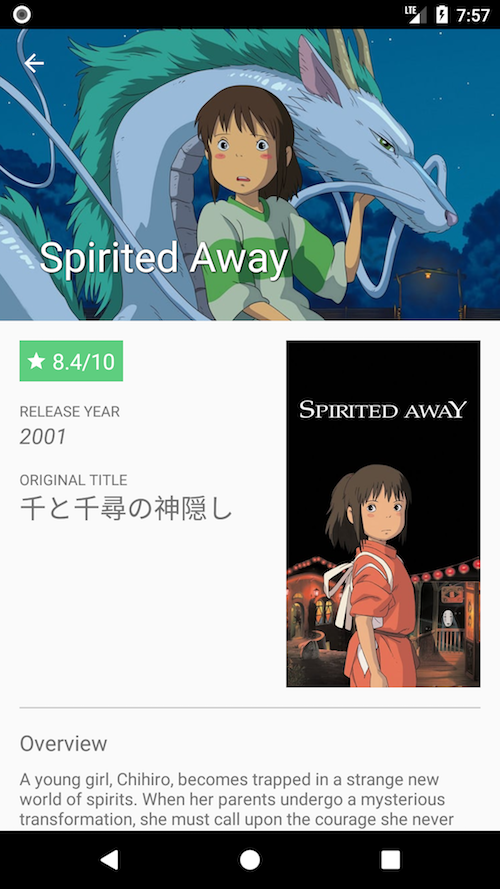 LTE 7:57
Spirited Away
8.4/10
SPIRITED AWAY
RELEASE YEAR
2001
ORIGINAL TITLE
千と千尋の神隠し
Overview
A young girl, Chihiro, becomes trapped in a strange new
world of spirits. When her parents undergo a mysterious
transformation, she must call upon the courage she never